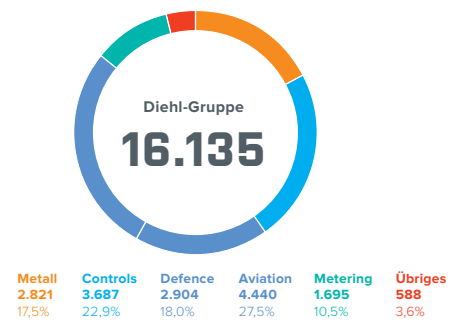 Diehl-Gruppe
16.135
Metall Controls Defence Aviation Metering Übriges
2.821 3.687 2.904 4.440 1.695 588
17,5% 22,9% 18,0% 27,5% 10,5% 3,6%